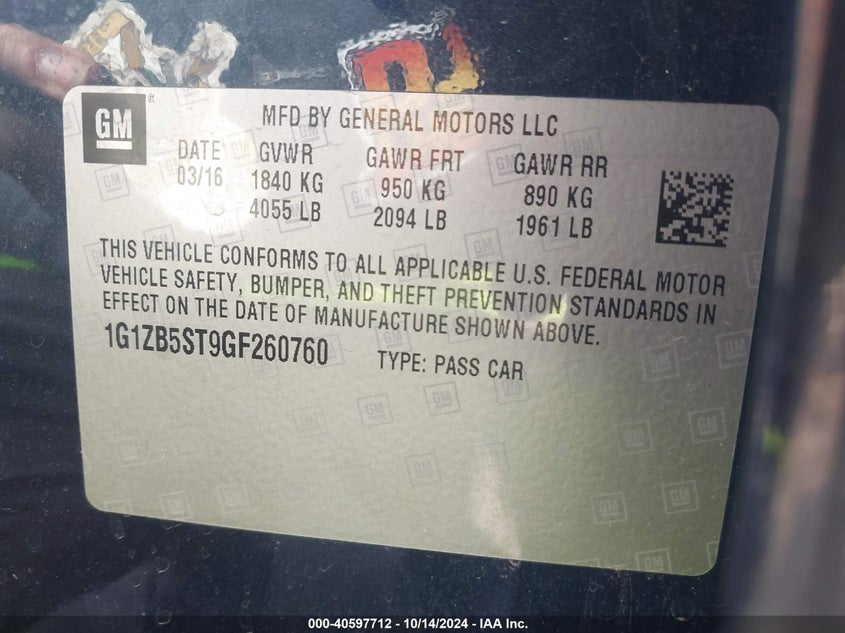 GM
MFD BY GENERAL MOTORS LLC
DATE GVWR GAWR FRT GAWR RR
03/16 1840 KG 950 KG 890 KG
4055 LB 2094 LB 1961 LB
THIS VEHICLE CONFORMS TO ALL APPLICABLE U.S. FEDERAL MOTOR
VEHICLE SAFETY, BUMPER, AND THEFT PREVENTION STANDARDS IN
EFFECT ON THE DATE OF MANUFACTURE SHOWN ABOVE.
1G1ZB5ST9GF260760 TYPE: PASS CAR
000-40597712 - 10/14/2024 - IAA Inc.